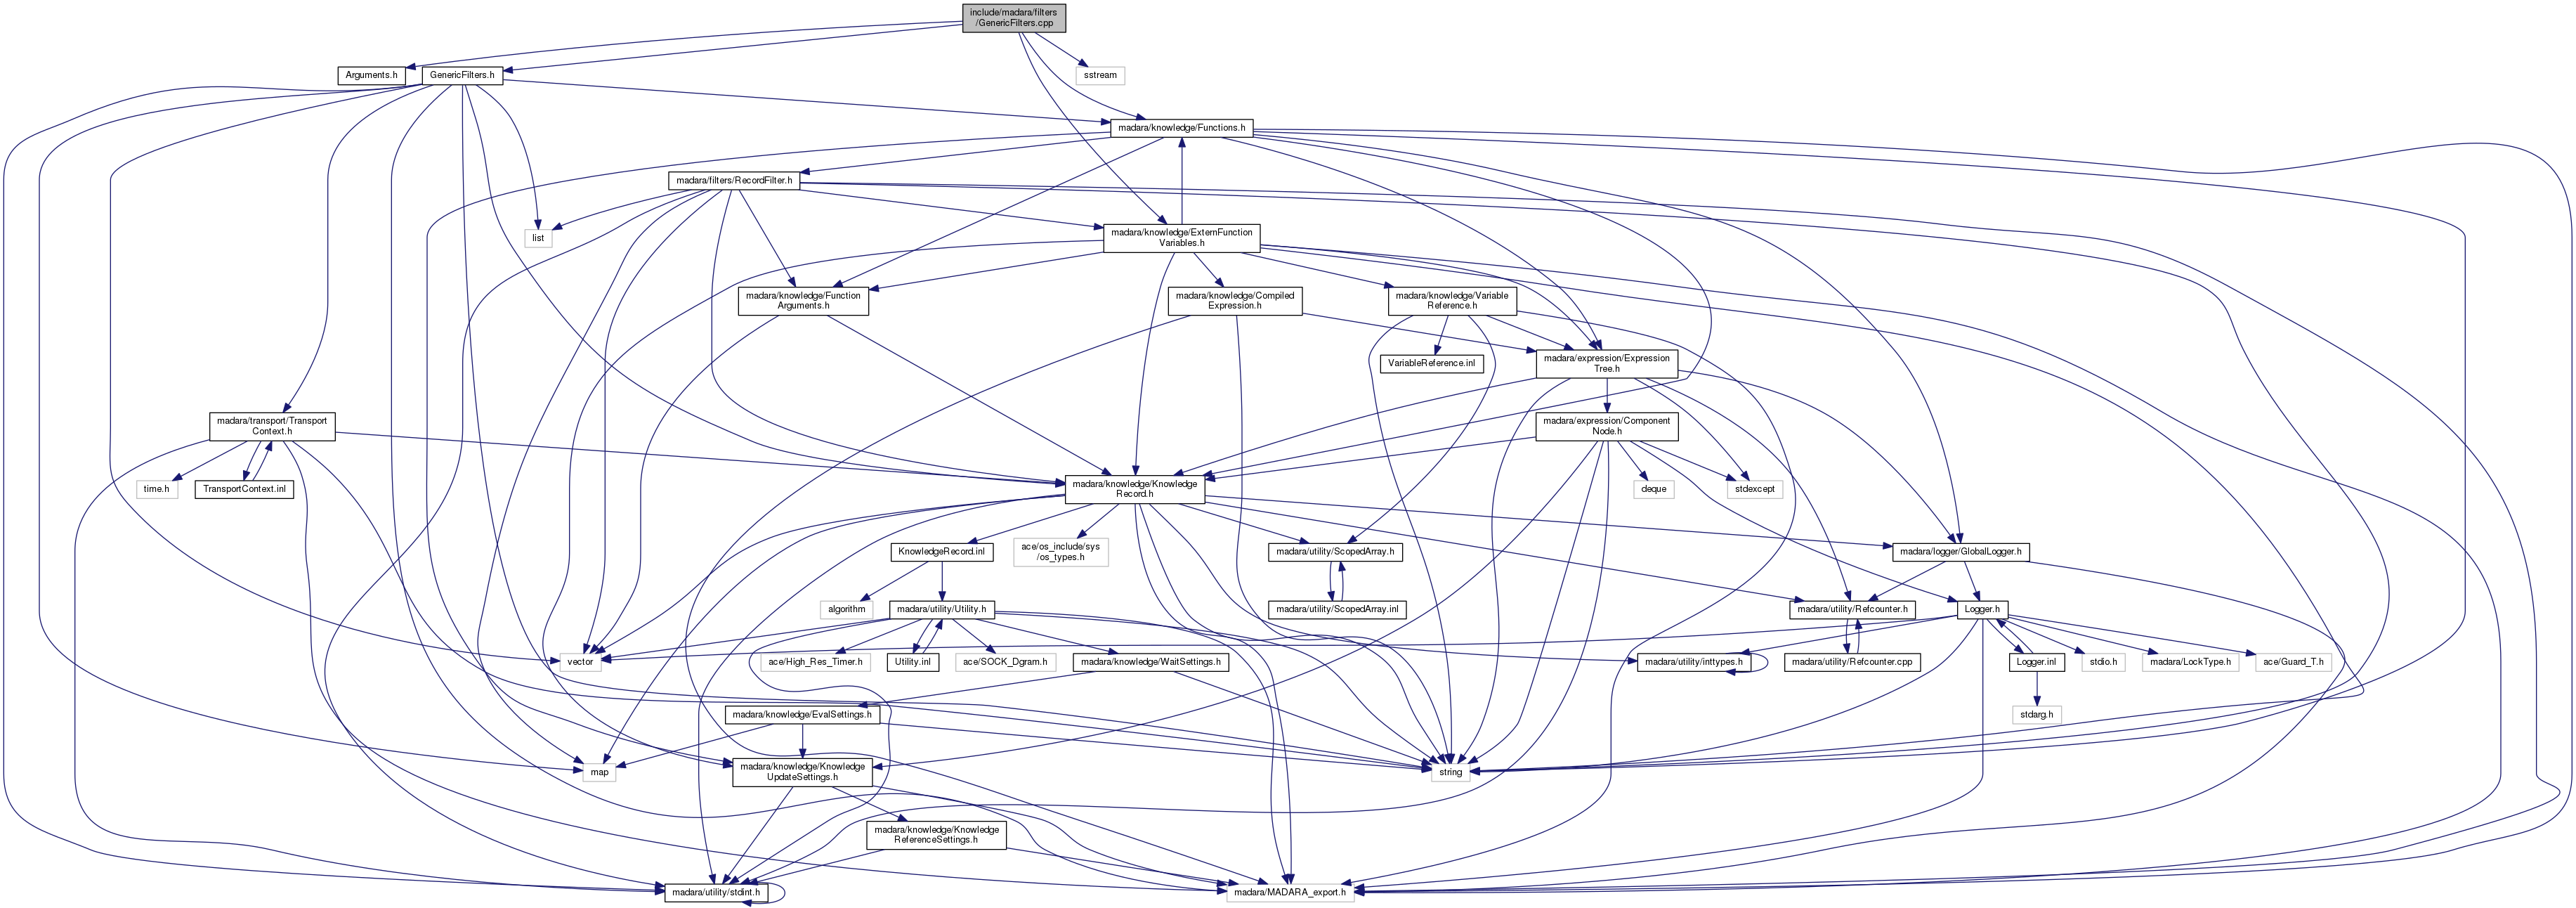 include/madara/filters
/GenericFilters.cpp
Arguments.h
GenericFilters.h
sstream
madara/knowledge/Functions.h
madara/filters/RecordFilter.h
list
madara/knowledge/ExternFunction
Variables.h
madara/knowledge/Function
Arguments.h
madara/knowledge/Compiled
Expression.h
madara/knowledge/Variable
Reference.h
VariableReference.inl
madara/expression/Expression
Tree.h
madara/transport/Transport
Context.h
madara/expression/Component
Node.h
time.h
TransportContext.inl
madara/knowledge/Knowledge
Record.h
deque
stdexcept
KnowledgeRecord.inl
ace/os_include/sys
/os_types.h
madara/utility/ScopedArray.h
madara/logger/GlobalLogger.h
algorithm
madara/utility/Utility.h
madara/utility/ScopedArray.inl
madara/utility/Refcounter.h
Logger.h
vector
ace/High_Res_Timer.h
Utility.inl
ace/SOCK_Dgram.h
madara/knowledge/WaitSettings.h
madara/utility/inttypes.h
madara/utility/Refcounter.cpp
Logger.inl
stdio.h
madara/LockType.h
ace/Guard_T.h
madara/knowledge/EvalSettings.h
stdarg.h
map
madara/knowledge/Knowledge
UpdateSettings.h
string
madara/knowledge/Knowledge
ReferenceSettings.h
madara/utility/stdint.h
madara/MADARA_export.h